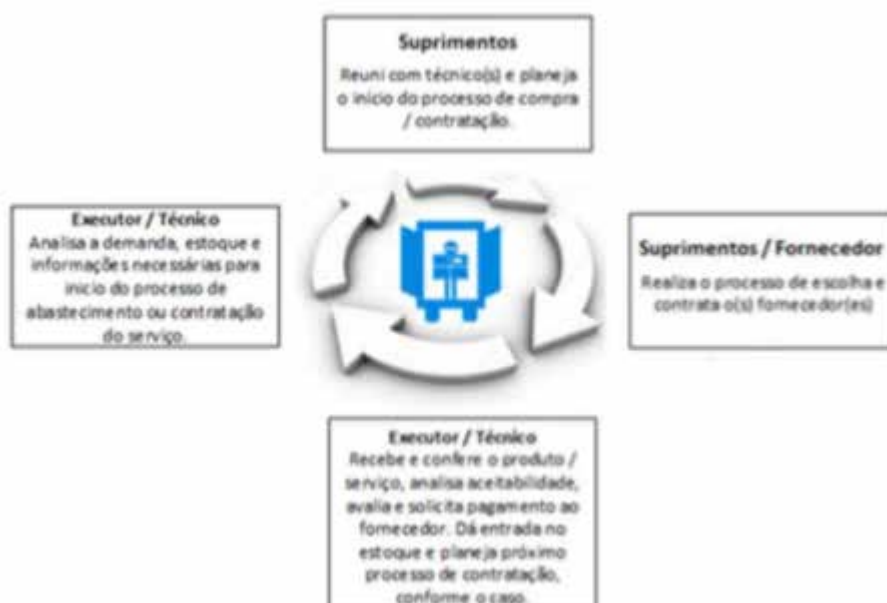 Suprimentos
Reuni com técnico(s) e planeja
o início do processo de compra
/ contratação.
Executor / Técnico
Analisa a demanda, estoque e
informações necessárias para
inicio do processo de
abastecimento ou contratação
do serviço.
Suprimentos / Fornecedor
Realiza o processo de escolha e
contrata o(s) fornecedor(es)
Executor / Técnico
Recebe e confere o produto /
serviço, analisa aceitabilidade,
avalia e solicita pagamento ao
fornecedor. Dá entrada no
estoque e planeja próximo
processo de contratação,
conforme o caso.